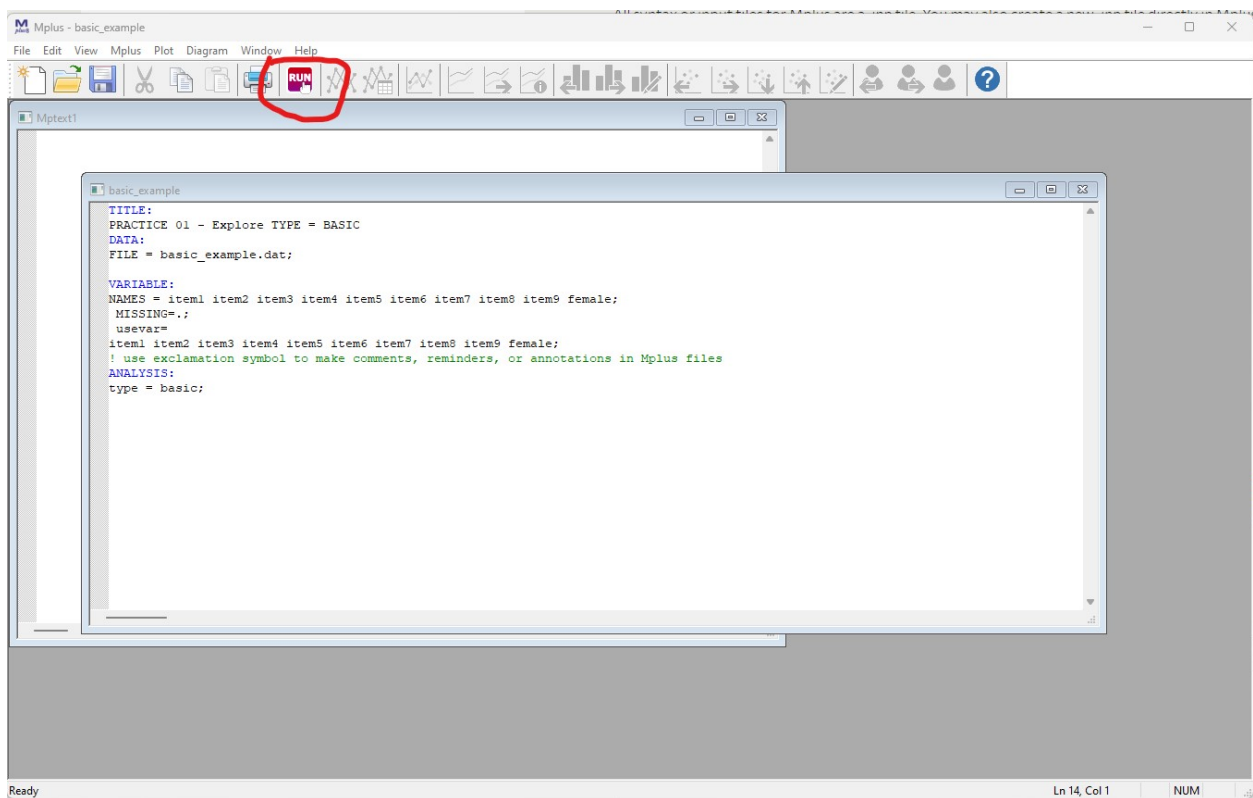 Mplus - basic_example
File Edit View Mplus Plot Diagram Window Help
RUN
Mptext1
basic_example
TITLE:
PRACTICE 01 - Explore TYPE = BASIC
DATA:
FILE = basic_example.dat;
VARIABLE:
NAMES = item1 item2 item3 item4 item5 item6 item7 item8 item9 female;
MISSING=.;
usevar=
item1 item2 item3 item4 item5 item6 item7 item8 item9 female;
! use exclamation symbol to make comments, reminders, or annotations in Mplus files
ANALYSIS:
type = basic;
Ready
Ln 14, Col 1
NUM